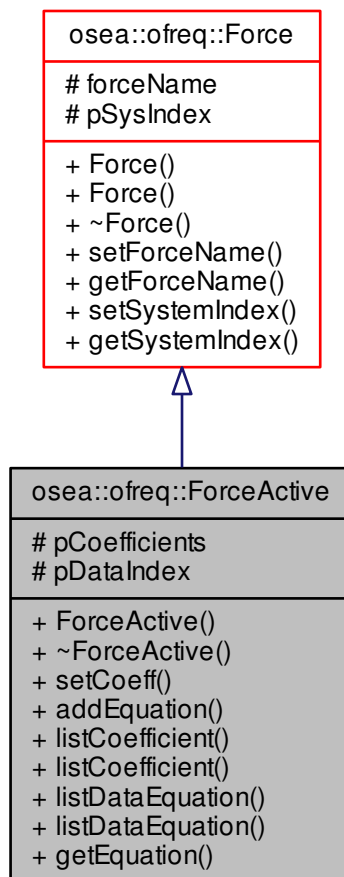 osea::ofreq::Force
# forceName
# pSysIndex
+ Force()
+ Force()
+ ~Force()
+ setForceName()
+ getForceName()
+ setSystemIndex()
+ getSystemIndex()
osea::ofreq::ForceActive
# pCoefficients
# pDataIndex
+ ForceActive()
+ ~ForceActive()
+ setCoeff()
+ addEquation()
+ listCoefficient()
+ listCoefficient()
+ listDataEquation()
+ listDataEquation()
+ getEquation()